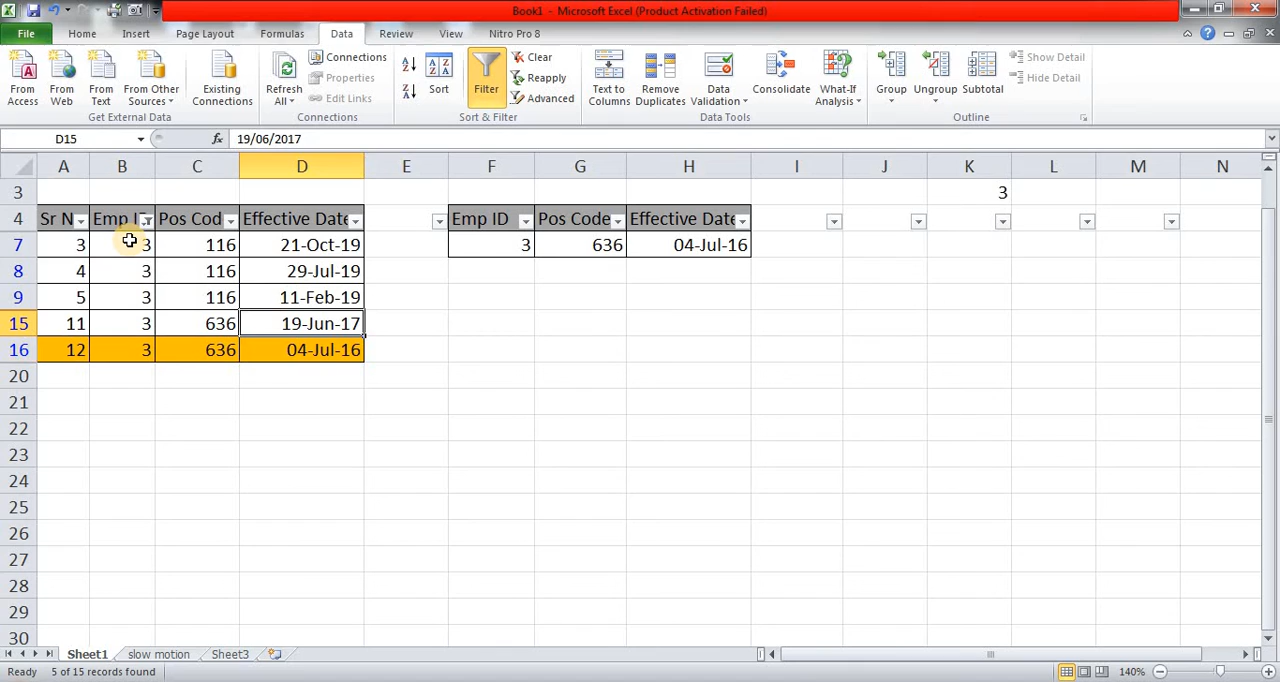 Book1 - Microsoft Excel (Product Activation Failed)
File Home Insert Page Layout Formulas Data Review View Nitro Pro 8
From Access
From Web
From Text
From Other Sources
Existing Connections
Get External Data
Refresh All
Connections
Properties
Edit Links
Connections
Sort
Filter
Clear
Reapply
Advanced
Sort & Filter
Text to Columns
Remove Duplicates
Data Validation
Consolidate
What-If Analysis
Data Tools
Group
Ungroup
Subtotal
Show Detail
Hide Detail
Outline
D15 fx 19/06/2017
A B C D E F G H I J K L M N
3 3
4 Sr N Emp I Pos Cod Effective Date Emp ID Pos Code Effective Date
7 3 3 116 21-Oct-19 3 636 04-Jul-16
8 4 3 116 29-Jul-19
9 5 3 116 11-Feb-19
15 11 3 636 19-Jun-17
16 12 3 636 04-Jul-16
20
21
22
23
24
25
26
27
28
29
30
Sheet1 slow motion Sheet3
Ready 5 of 15 records found 140%